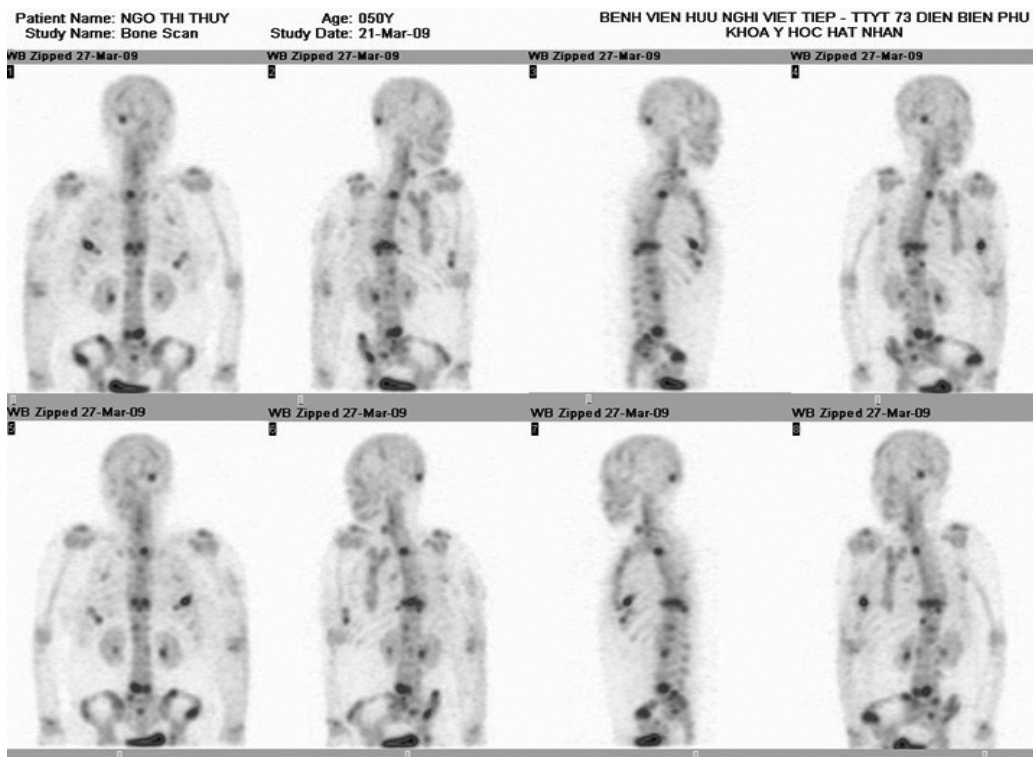 Patient Name: NGO THI THUY
Study Name: Bone Scan
Age: 050Y
Study Date: 21-Mar-09
BENH VIEN HUU NGHI VIET TIEP - TTYT 73 DIEN BIEN PHU
KHOA Y HOC HAT NHAN
WB Zipped 27-Mar-09
WB Zipped 27-Mar-09
WB Zipped 27-Mar-09
WB Zipped 27-Mar-09
1
2
3
4
WB Zipped 27-Mar-09
WB Zipped 27-Mar-09
WB Zipped 27-Mar-09
WB Zipped 27-Mar-09
5
6
7
8